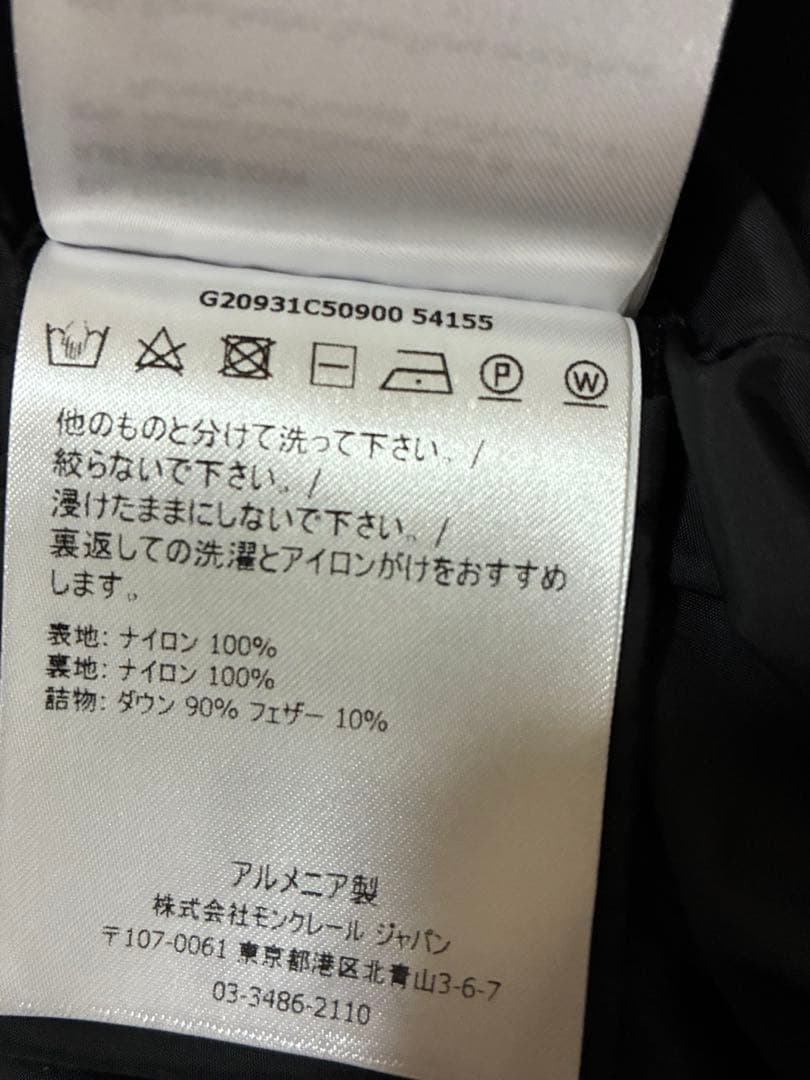 G20931C50900 54155
P
W
他のものと分けて洗って下さい。/
絞らないで下さい。/
浸けたままにしないで下さい。/
裏返しての洗濯とアイロンがけをおすすめ
します。
表地: ナイロン 100%
裏地: ナイロン 100%
詰物: ダウン 90% フェザー 10%
アルメニア製
株式会社モンクレール ジャパン
〒107-0061 東京都港区北青山3-6-7
03-3486-2110